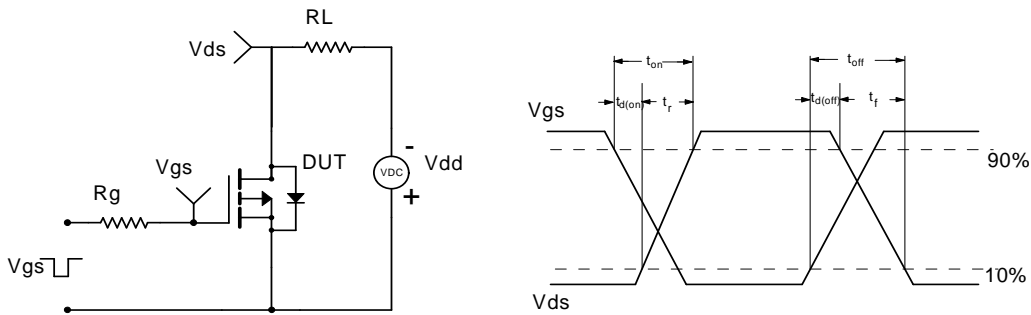 RL
Vds
Vgs
DUT
-
Vdd
VDC
+
Rg
Vgs
ton
toff
td(on)
tr
td(off)
tf
Vgs
90%
10%
Vds